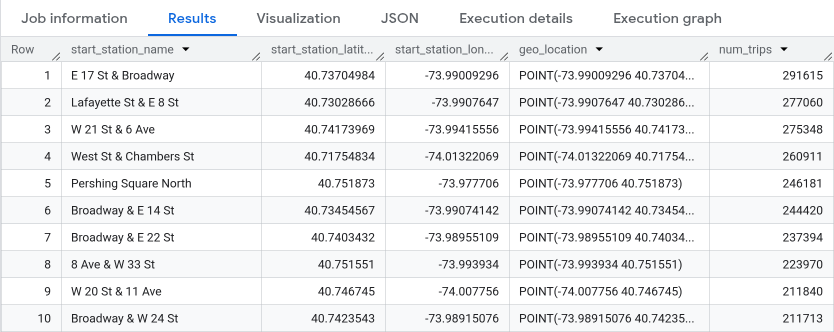 Job information Results Visualization JSON Execution details Execution graph
Row start_station_name start_station_latit... start_station_lon... geo_location num_trips
1 E 17 St & Broadway 40.73704984 -73.99009296 POINT(-73.99009296 40.73704... 291615
2 Lafayette St & E 8 St 40.73028666 -73.9907647 POINT(-73.9907647 40.730286... 277060
3 W 21 St & 6 Ave 40.74173969 -73.99415556 POINT(-73.99415556 40.74173... 275348
4 West St & Chambers St 40.71754834 -74.01322069 POINT(-74.01322069 40.71754... 260911
5 Pershing Square North 40.751873 -73.977706 POINT(-73.977706 40.751873) 246181
6 Broadway & E 14 St 40.73454567 -73.99074142 POINT(-73.99074142 40.73454... 244420
7 Broadway & E 22 St 40.7403432 -73.98955109 POINT(-73.98955109 40.74034... 237394
8 8 Ave & W 33 St 40.751551 -73.993934 POINT(-73.993934 40.751551) 223970
9 W 20 St & 11 Ave 40.746745 -74.007756 POINT(-74.007756 40.746745) 211840
10 Broadway & W 24 St 40.7423543 -73.98915076 POINT(-73.98915076 40.74235... 211713